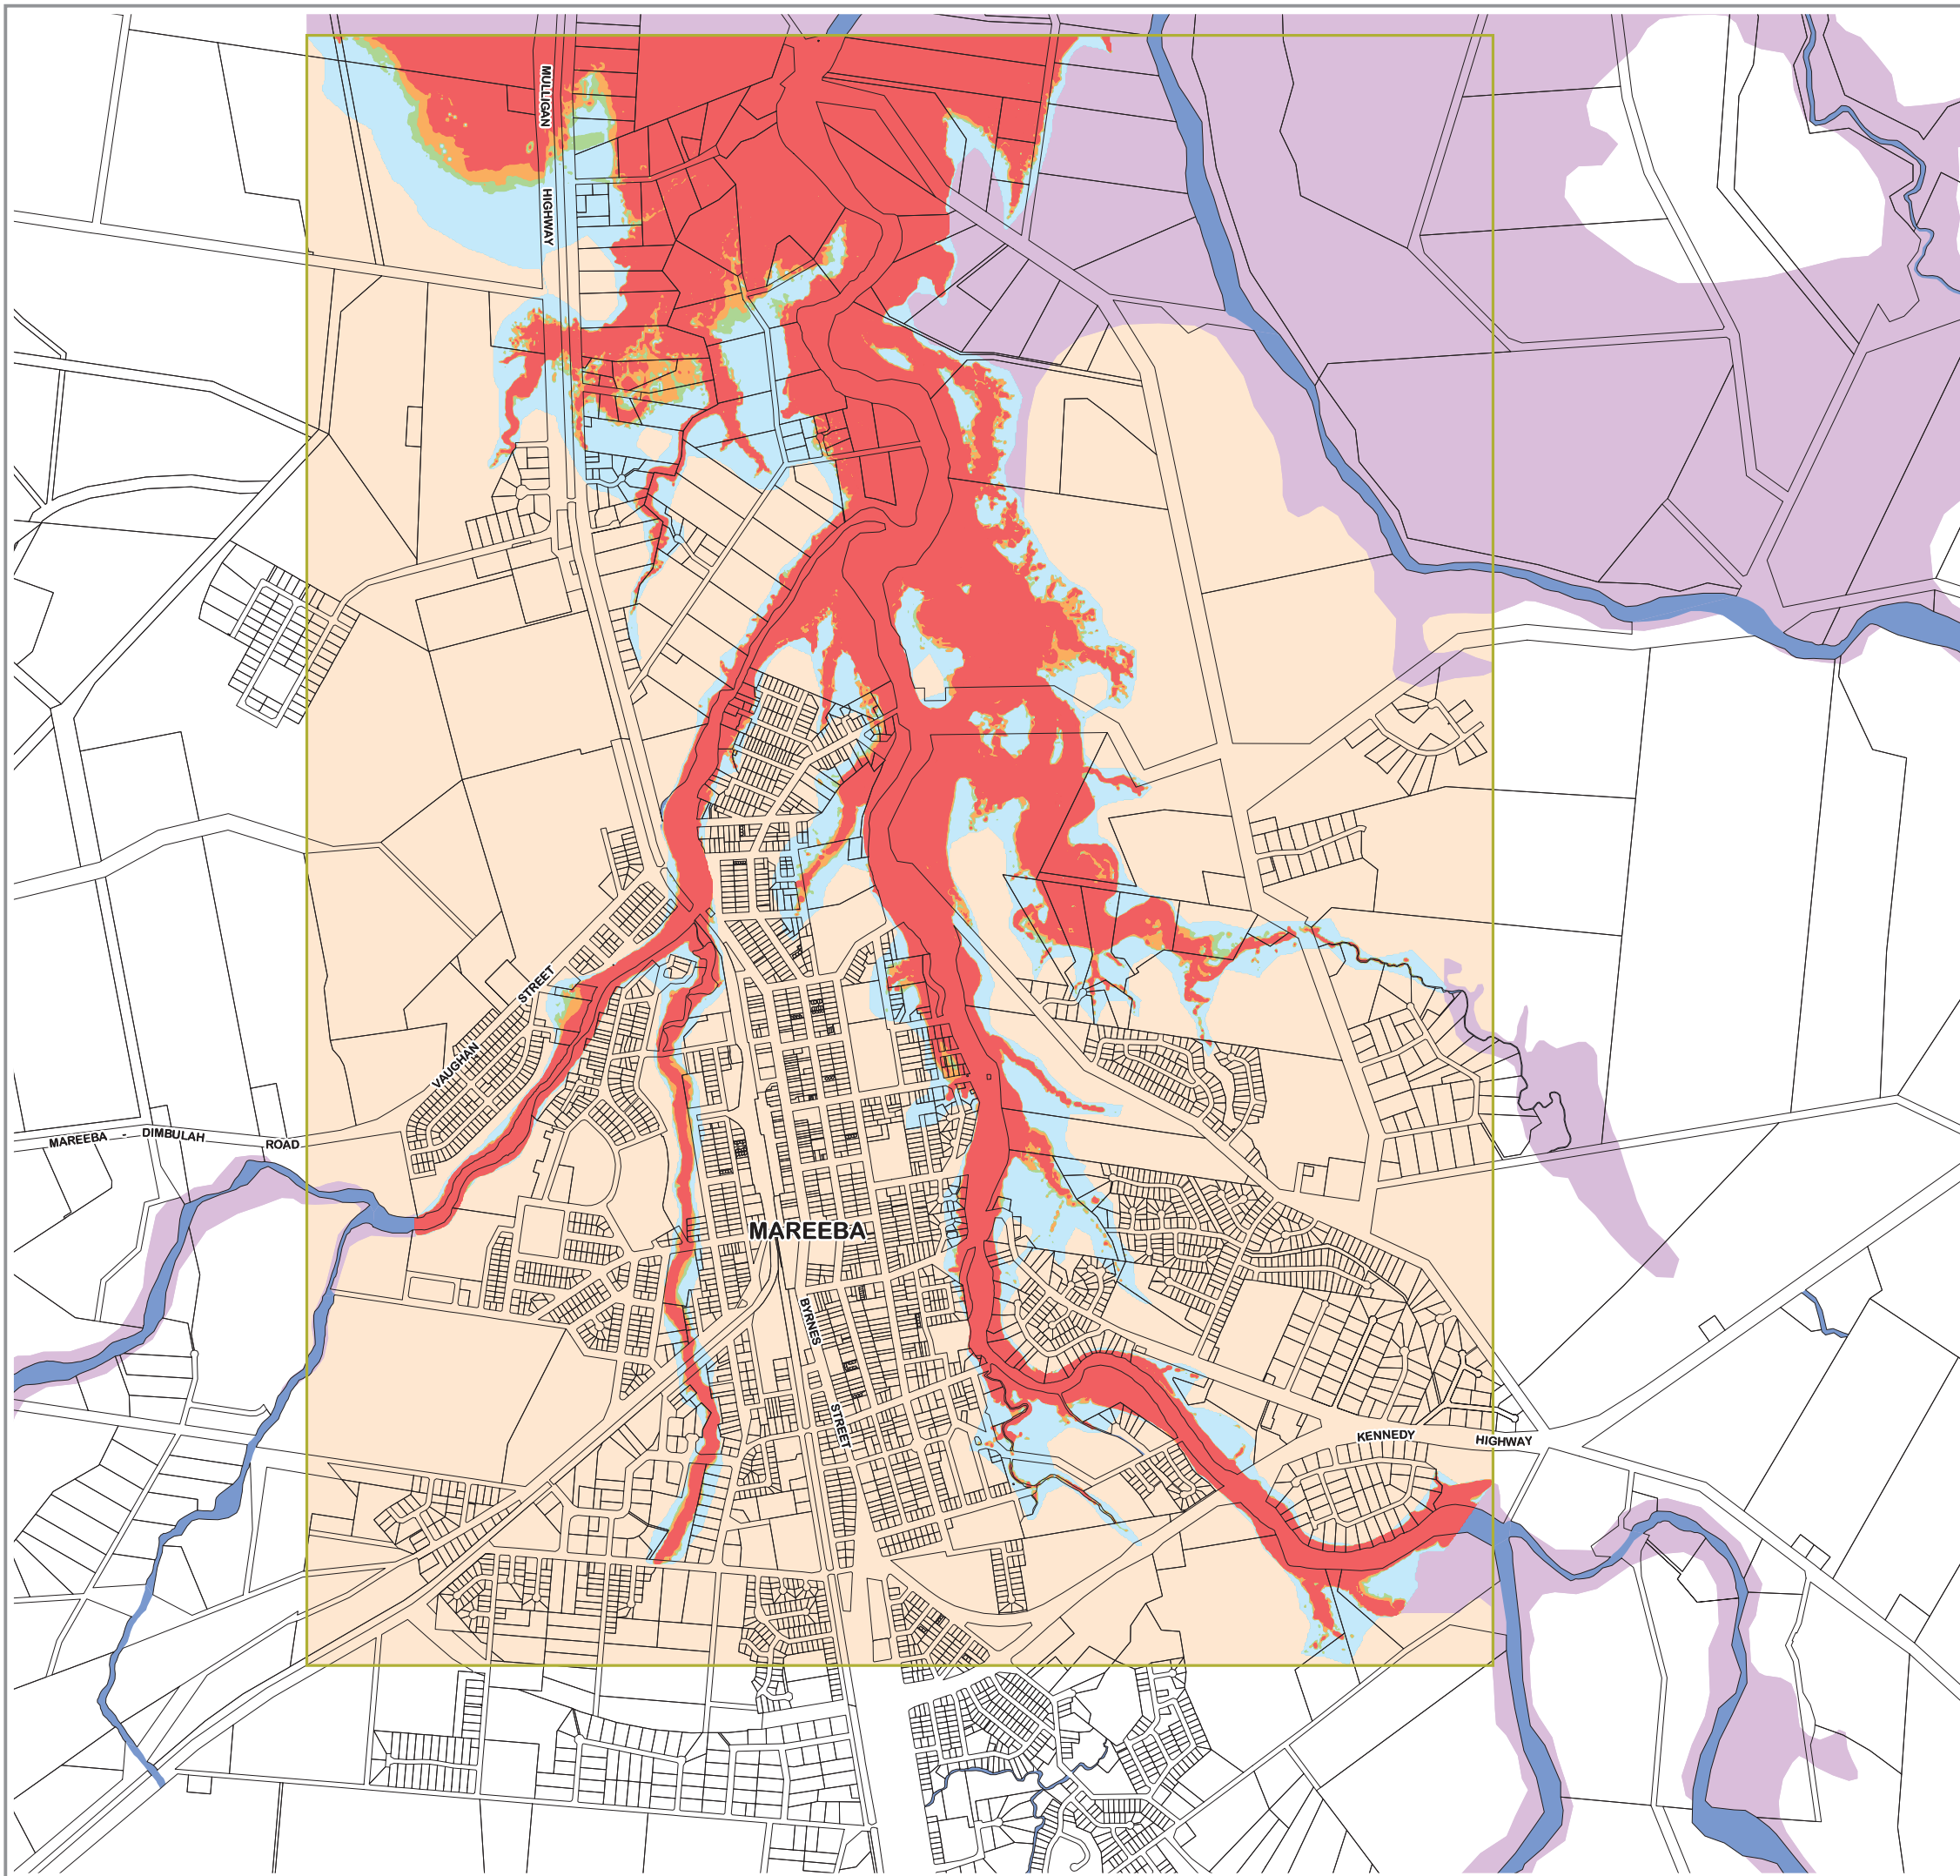 MULLIGAN
HIGHWAY
VAUGHAN
STREET
MAREEBA - DIMBULAH ROAD
MAREEBA
BYRNES
STREET
KENNEDY
HIGHWAY